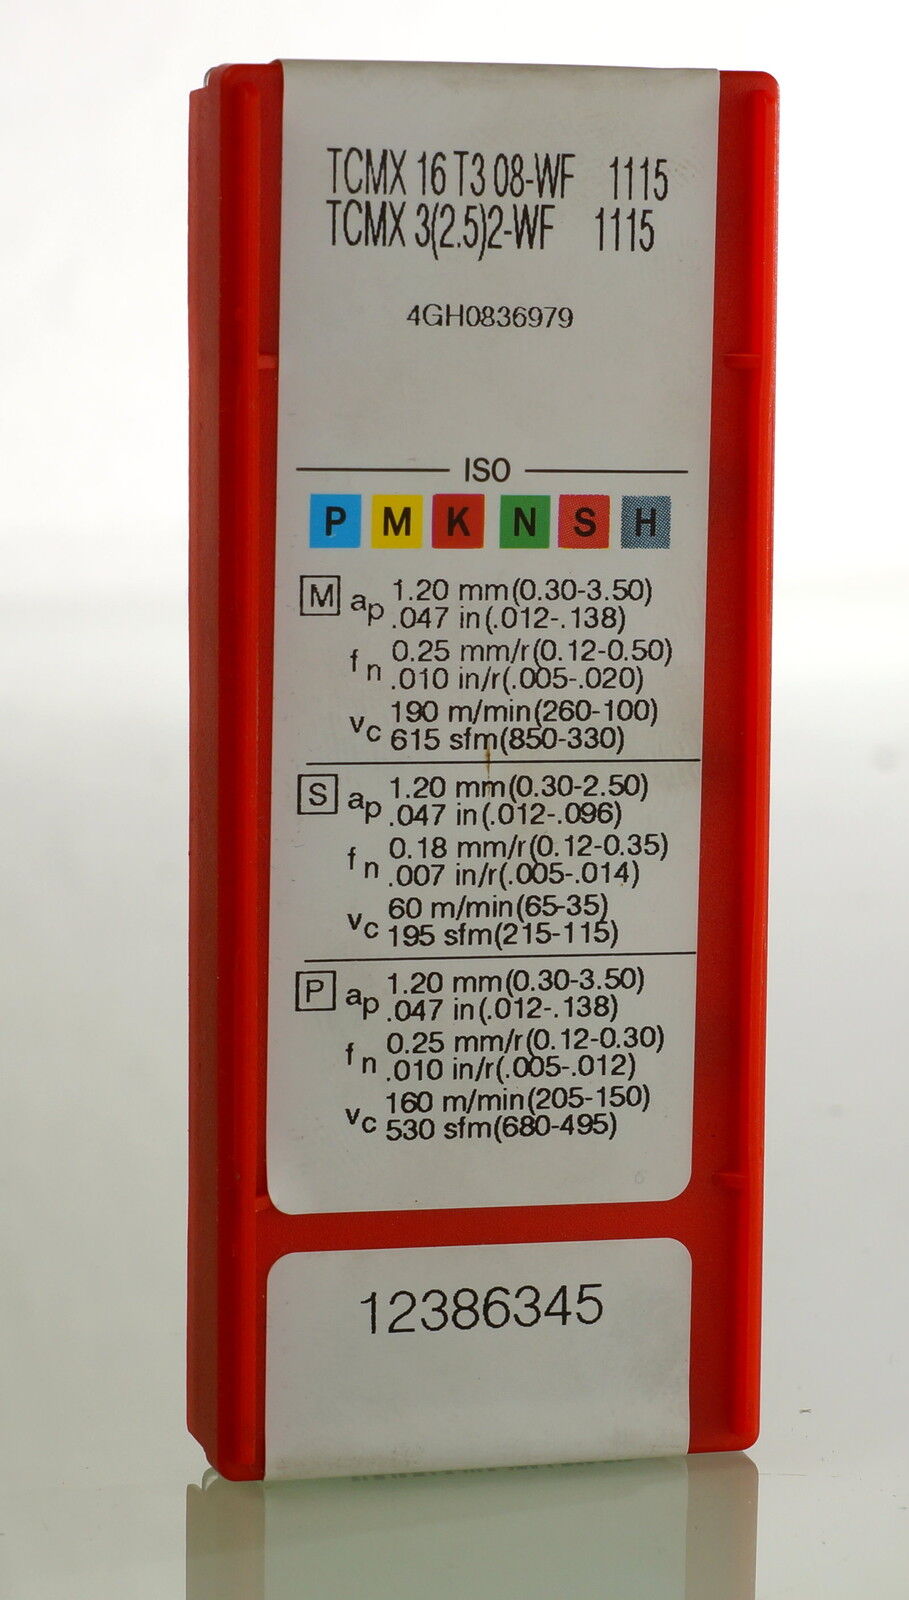 TCMX 16 T3 08-WF 1115
TCMX 3(2.5)2-WF 1115
4GH0836979
ISO
P M K N S H
M ap 1.20 mm(0.30-3.50)
.047 in(.012-.138)
fn 0.25 mm/r(0.12-0.50)
.010 in/r(.005-.020)
vc 190 m/min(260-100)
615 sfm(850-330)
S ap 1.20 mm(0.30-2.50)
.047 in(.012-.096)
fn 0.18 mm/r(0.12-0.35)
.007 in/r(.005-.014)
vc 60 m/min(65-35)
195 sfm(215-115)
P ap 1.20 mm(0.30-3.50)
.047 in(.012-.138)
fn 0.25 mm/r(0.12-0.30)
.010 in/r(.005-.012)
vc 160 m/min(205-150)
530 sfm(680-495)
6
12386345